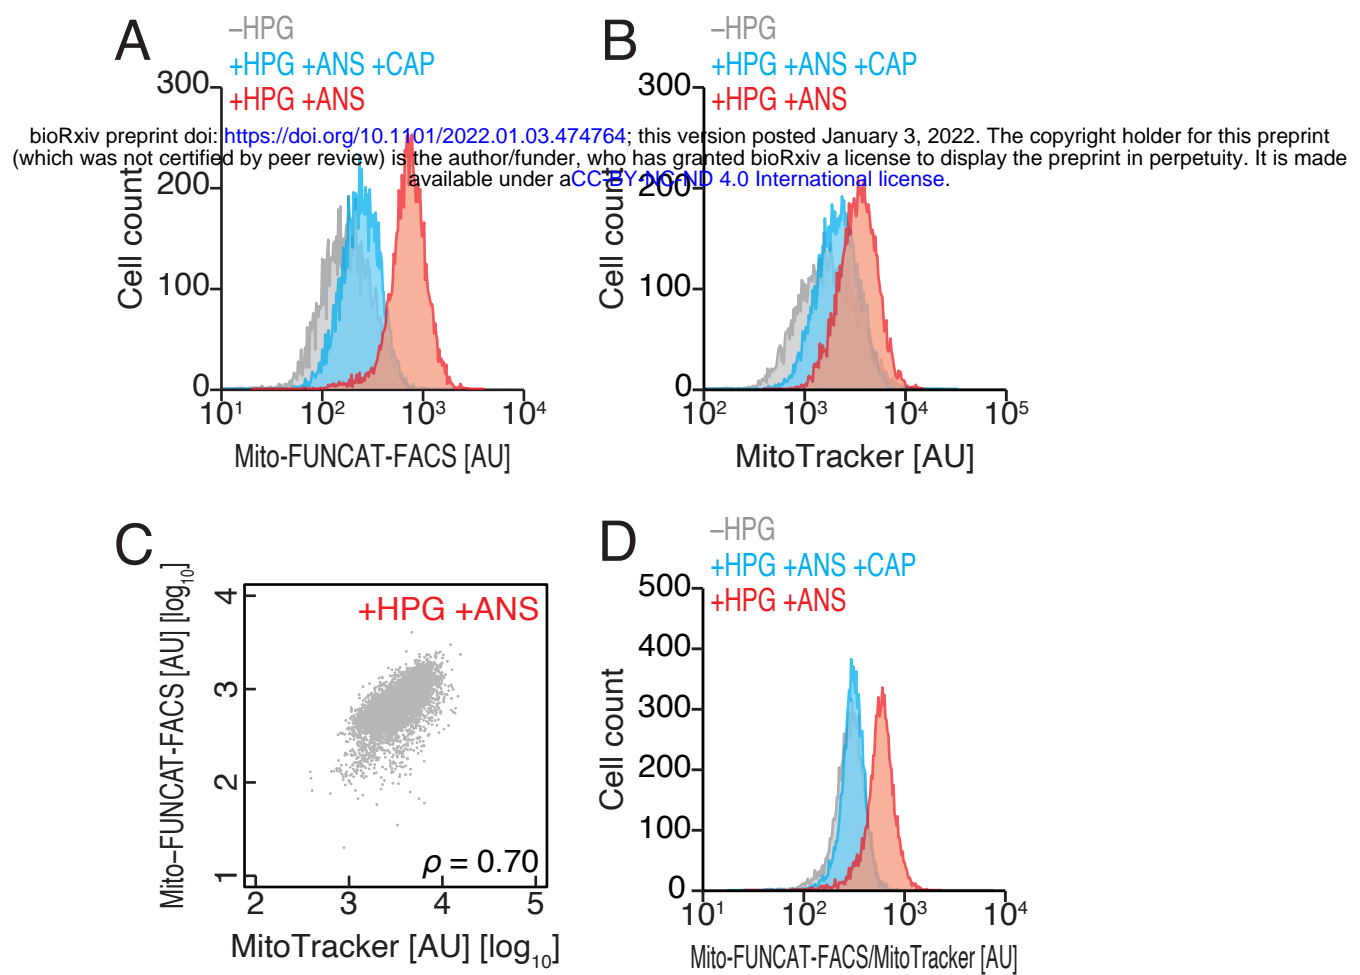 A
–HPG
+HPG +ANS +CAP
+HPG +ANS
300
200
100
0
Cell count
10¹
10²
10³
10⁴
Mito-FUNCAT-FACS [AU]
B
–HPG
+HPG +ANS +CAP
+HPG +ANS
300
200
100
0
Cell count
10²
10³
10⁴
10⁵
MitoTracker [AU]
bioRxiv preprint doi: https://doi.org/10.1101/2022.01.03.474764; this version posted January 3, 2022. The copyright holder for this preprint
(which was not certified by peer review) is the author/funder, who has granted bioRxiv a license to display the preprint in perpetuity. It is made
available under aCC-BY-NC-ND 4.0 International license.
C
+HPG +ANS
4
3
2
1
Mito–FUNCAT-FACS [AU] [log₁₀]
ρ = 0.70
2
3
4
5
MitoTracker [AU] [log₁₀]
D
–HPG
+HPG +ANS +CAP
+HPG +ANS
500
400
300
200
100
0
Cell count
10¹
10²
10³
10⁴
Mito-FUNCAT-FACS/MitoTracker [AU]